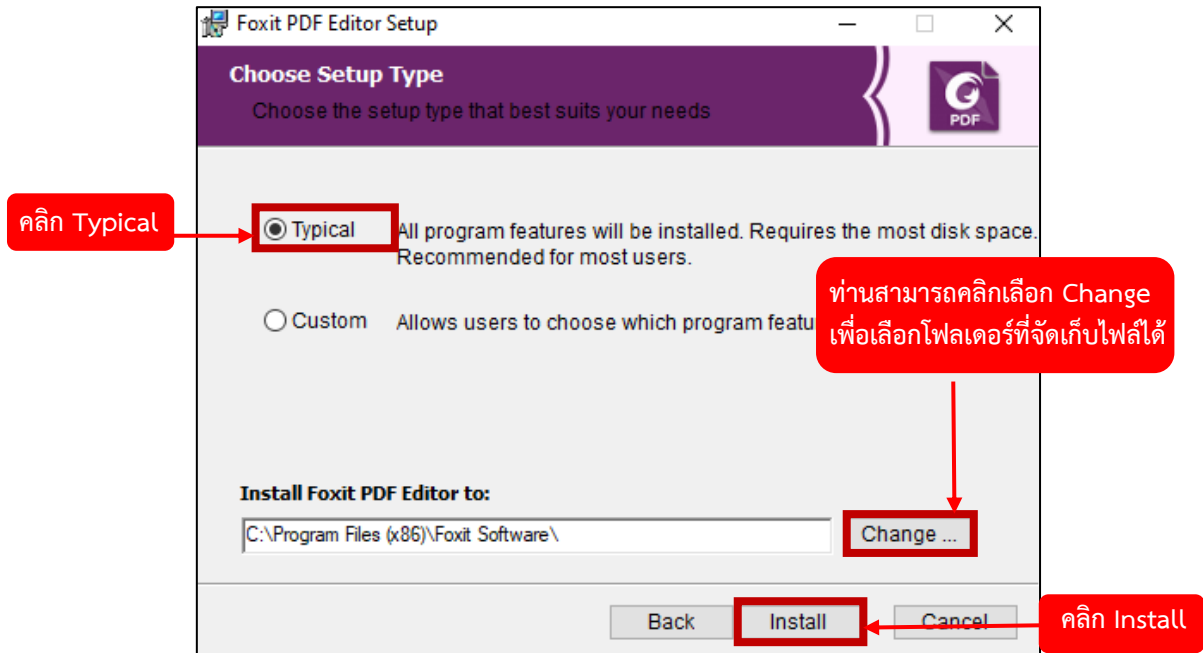 Foxit PDF Editor Setup
Choose Setup Type
Choose the setup type that best suits your needs
PDF
คลิก Typical
Typical
All program features will be installed. Requires the most disk space.
Recommended for most users.
ท่านสามารถคลิกเลือก Change
เพื่อเลือกโฟลเดอร์ที่จัดเก็บไฟล์ได้
Custom
Allows users to choose which program featu
Install Foxit PDF Editor to:
C:\Program Files (x86)\Foxit Software\
Change ...
Back
Install
Cancel
คลิก Install